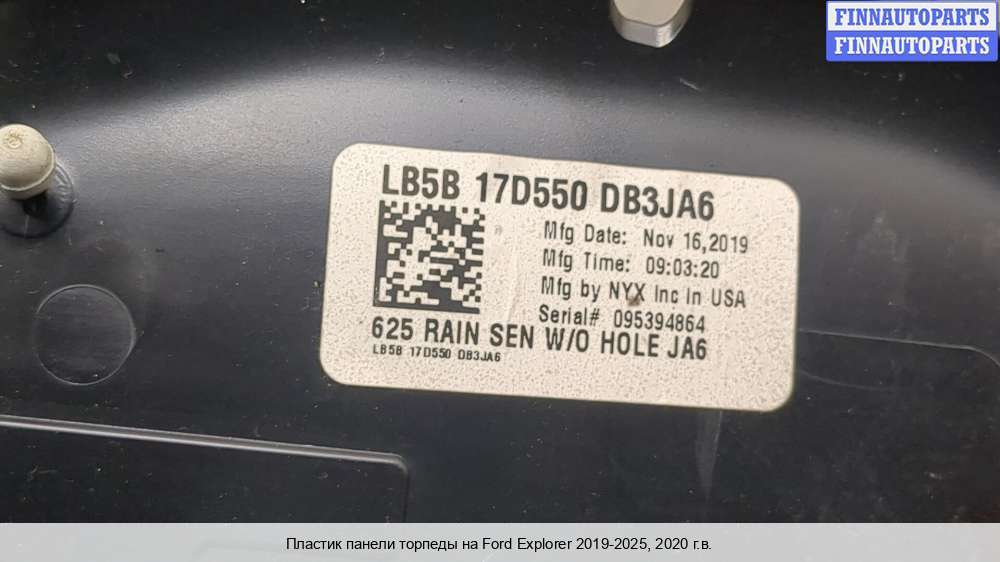 FINNAUTOPARTS
FINNAUTOPARTS
LB5B 17D550 DB3JA6
Mfg Date: Nov 16,2019
Mfg Time: 09:03:20
Mfg by NYX Inc in USA
Serial# 095394864
625 RAIN SEN W/O HOLE JA6
LB5B 17D550 DB3JA6
Пластик панели торпеды на Ford Explorer 2019-2025, 2020 г.в.